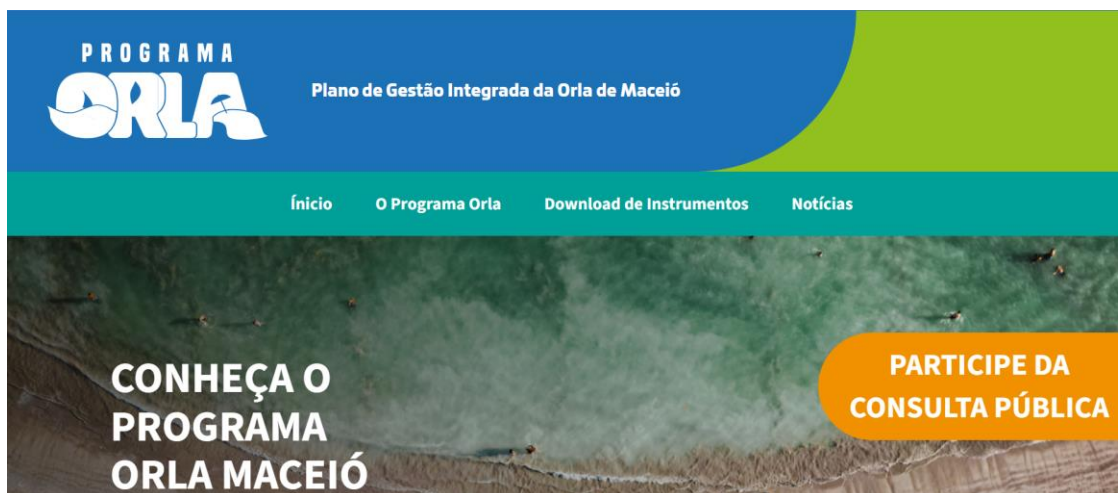 PROGRAMA
ORLA
Plano de Gestão Integrada da Orla de Maceió
Ínicio O Programa Orla Download de Instrumentos Notícias
CONHEÇA O
PROGRAMA
ORLA MACEIÓ
PARTICIPE DA
CONSULTA PÚBLICA